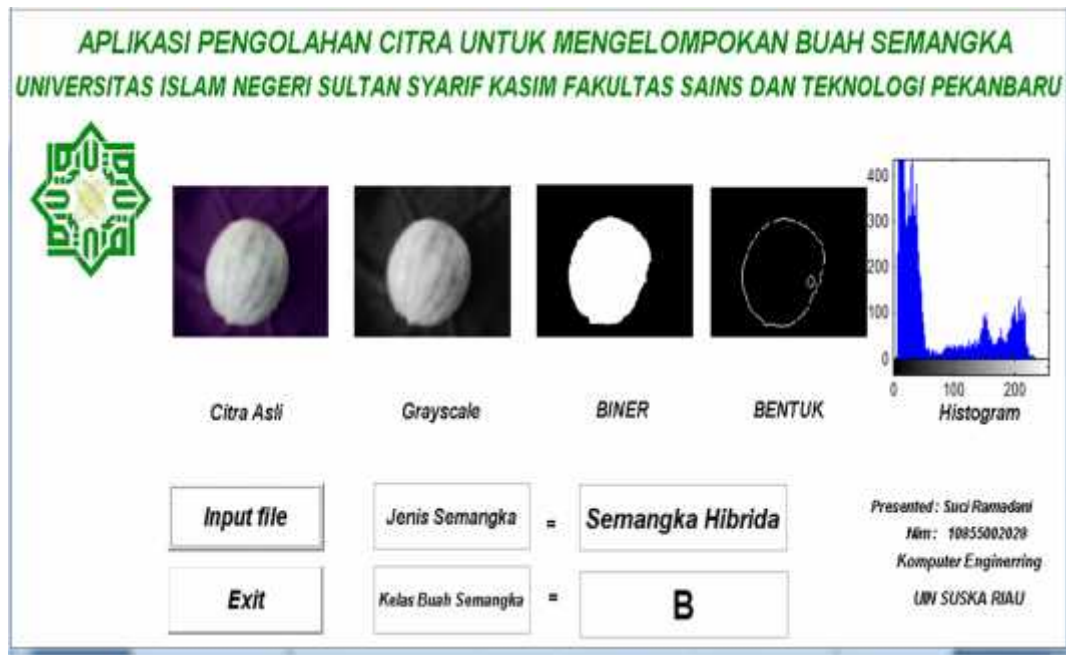 APLIKASI PENGOLAHAN CITRA UNTUK MENGELOMPOKAN BUAH SEMANGKA
UNIVERSITAS ISLAM NEGERI SULTAN SYARIF KASIM FAKULTAS SAINS DAN TEKNOLOGI PEKANBARU
400
300
200
100
0
0 100 200
Citra Asli Grayscale BINER BENTUK Histogram
Input file Jenis Semangka = Semangka Hibrida
Exit Kelas Buah Semangka = B
Presented : Suci Ramadani
Nim : 10855002028
Komputer Enginerring
UIN SUSKA RIAU